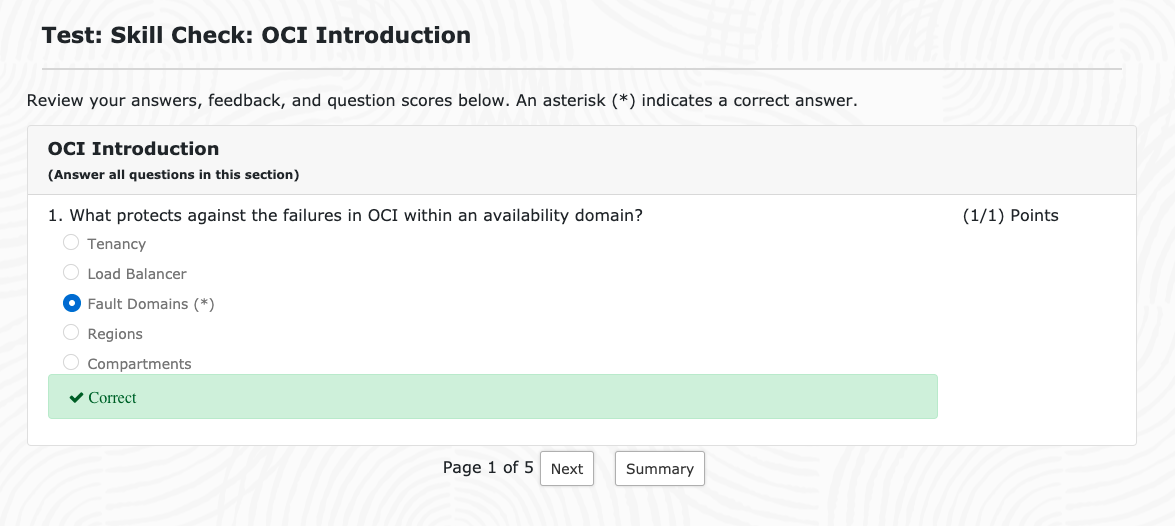 Test: Skill Check: OCI Introduction
Review your answers, feedback, and question scores below. An asterisk (*) indicates a correct answer.
OCI Introduction
(Answer all questions in this section)
1. What protects against the failures in OCI within an availability domain? (1/1) Points
Tenancy
Load Balancer
Fault Domains (*)
Regions
Compartments
Correct
Page 1 of 5 Next Summary